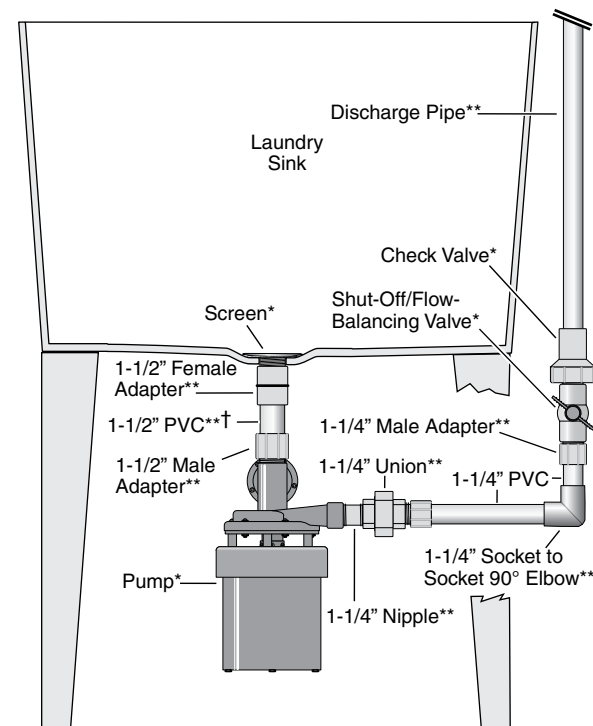 Discharge Pipe**
Laundry
Sink
Check Valve*
Shut-Off/Flow-
Balancing Valve*
Screen*
1-1/2” Female
Adapter**
1-1/2” PVC**†
1-1/4” Male Adapter**
1-1/2” Male
Adapter**
1-1/4” Union**
1-1/4” PVC
1-1/4” Socket to
Socket 90° Elbow**
Pump*
1-1/4” Nipple**